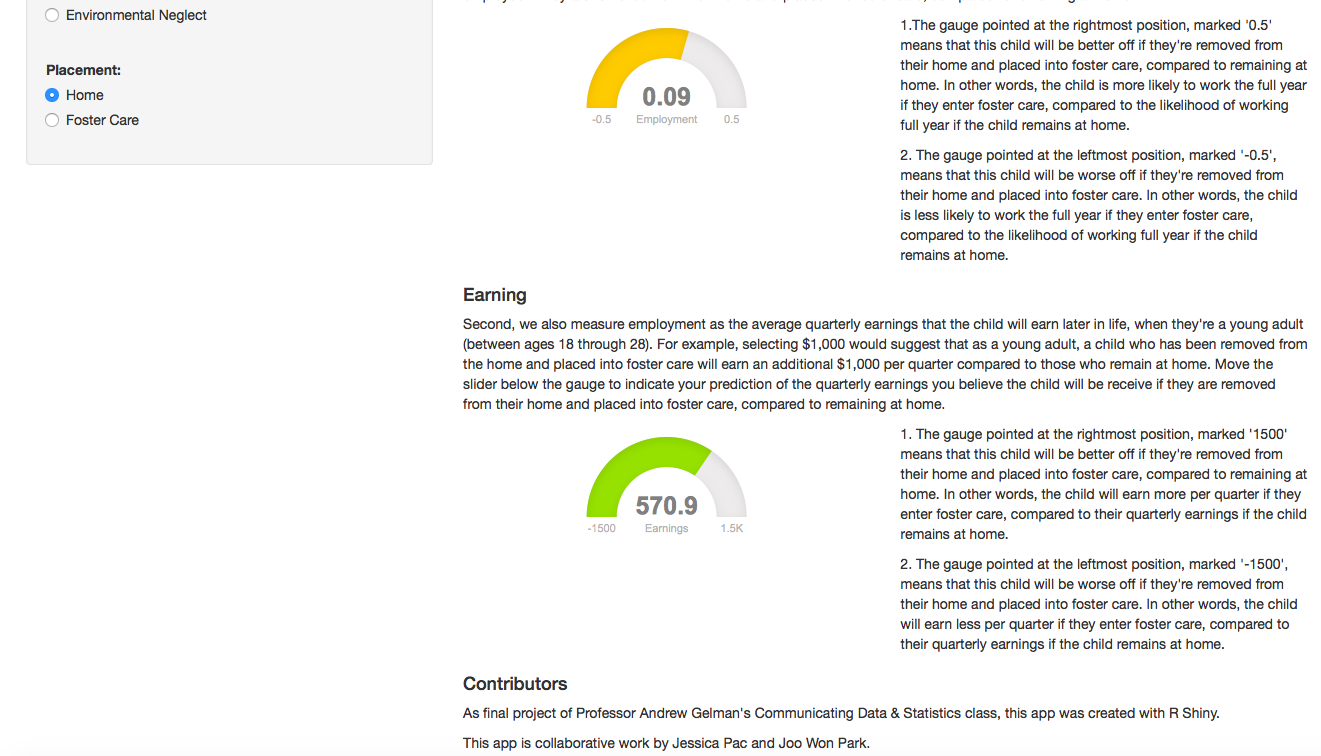 Environmental Neglect
Placement:
Home
Foster Care
0.09
-0.5 Employment 0.5
1.The gauge pointed at the rightmost position, marked '0.5'
means that this child will be better off if they're removed from
their home and placed into foster care, compared to remaining at
home. In other words, the child is more likely to work the full year
if they enter foster care, compared to the likelihood of working
full year if the child remains at home.
2. The gauge pointed at the leftmost position, marked '-0.5',
means that this child will be worse off if they're removed from
their home and placed into foster care. In other words, the child
is less likely to work the full year if they enter foster care,
compared to the likelihood of working full year if the child
remains at home.
Earning
Second, we also measure employment as the average quarterly earnings that the child will earn later in life, when they're a young adult
(between ages 18 through 28). For example, selecting $1,000 would suggest that as a young adult, a child who has been removed from
the home and placed into foster care will earn an additional $1,000 per quarter compared to those who remain at home. Move the
slider below the gauge to indicate your prediction of the quarterly earnings you believe the child will be receive if they are removed
from their home and placed into foster care, compared to remaining at home.
570.9
-1500 Earnings 1.5K
1. The gauge pointed at the rightmost position, marked '1500'
means that this child will be better off if they're removed from
their home and placed into foster care, compared to remaining at
home. In other words, the child will earn more per quarter if they
enter foster care, compared to their quarterly earnings if the child
remains at home.
2. The gauge pointed at the leftmost position, marked '-1500',
means that this child will be worse off if they're removed from
their home and placed into foster care. In other words, the child
will earn less per quarter if they enter foster care, compared to
their quarterly earnings if the child remains at home.
Contributors
As final project of Professor Andrew Gelman's Communicating Data & Statistics class, this app was created with R Shiny.
This app is collaborative work by Jessica Pac and Joo Won Park.